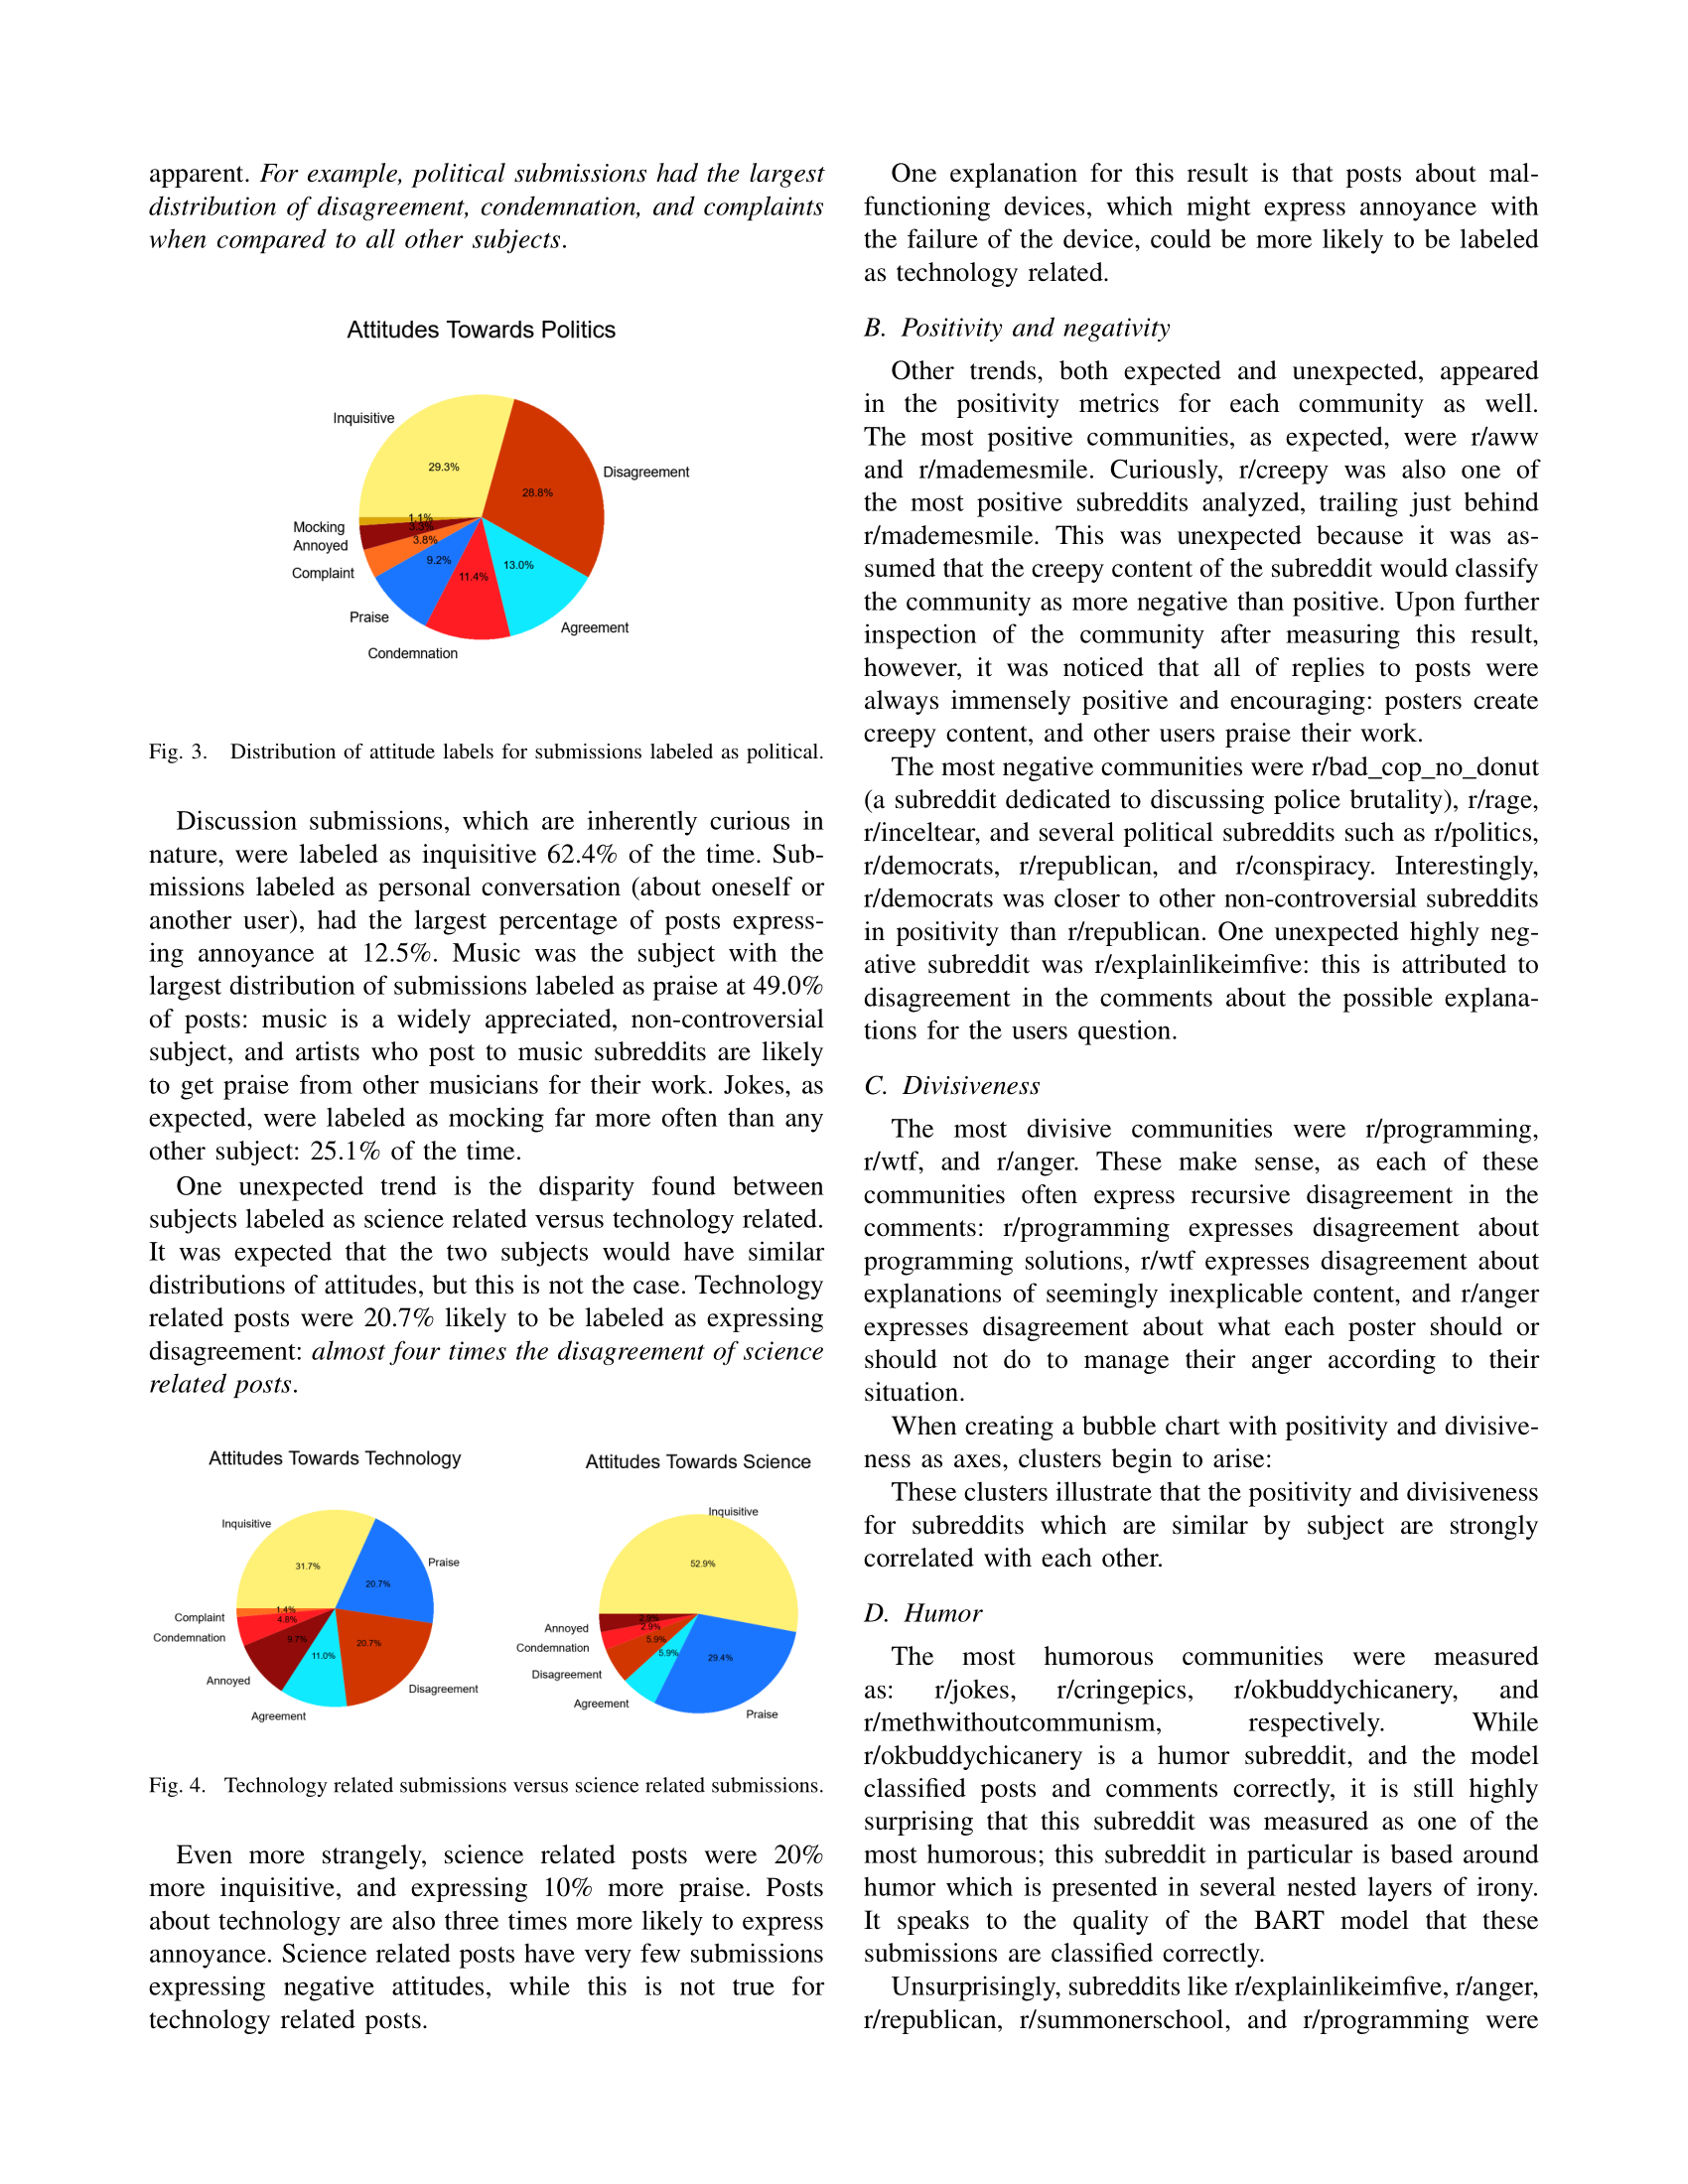 apparent. For example, political submissions had the largest
distribution of disagreement, condemnation, and complaints
when compared to all other subjects.
Attitudes Towards Politics
Inquisitive
29.3%
Disagreement
28.8%
Mocking
1.1%
Annoyed
3.3%
Complaint
3.8%
Praise
9.2%
Condemnation
11.4%
Agreement
13.0%
Fig. 3. Distribution of attitude labels for submissions labeled as political.
Discussion submissions, which are inherently curious in
nature, were labeled as inquisitive 62.4% of the time. Sub-
missions labeled as personal conversation (about oneself or
another user), had the largest percentage of posts express-
ing annoyance at 12.5%. Music was the subject with the
largest distribution of submissions labeled as praise at 49.0%
of posts: music is a widely appreciated, non-controversial
subject, and artists who post to music subreddits are likely
to get praise from other musicians for their work. Jokes, as
expected, were labeled as mocking far more often than any
other subject: 25.1% of the time.
One unexpected trend is the disparity found between
subjects labeled as science related versus technology related.
It was expected that the two subjects would have similar
distributions of attitudes, but this is not the case. Technology
related posts were 20.7% likely to be labeled as expressing
disagreement: almost four times the disagreement of science
related posts.
Attitudes Towards Technology
Inquisitive
31.7%
Praise
20.7%
Complaint
1.4%
Condemnation
4.8%
Annoyed
9.7%
Agreement
11.0%
Disagreement
20.7%
Attitudes Towards Science
Inquisitive
52.9%
Annoyed
2.9%
Condemnation
2.9%
Disagreement
5.9%
Agreement
5.9%
Praise
29.4%
Fig. 4. Technology related submissions versus science related submissions.
Even more strangely, science related posts were 20%
more inquisitive, and expressing 10% more praise. Posts
about technology are also three times more likely to express
annoyance. Science related posts have very few submissions
expressing negative attitudes, while this is not true for
technology related posts.
One explanation for this result is that posts about mal-
functioning devices, which might express annoyance with
the failure of the device, could be more likely to be labeled
as technology related.
B. Positivity and negativity
Other trends, both expected and unexpected, appeared
in the positivity metrics for each community as well.
The most positive communities, as expected, were r/aww
and r/mademesmile. Curiously, r/creepy was also one of
the most positive subreddits analyzed, trailing just behind
r/mademesmile. This was unexpected because it was as-
sumed that the creepy content of the subreddit would classify
the community as more negative than positive. Upon further
inspection of the community after measuring this result,
however, it was noticed that all of replies to posts were
always immensely positive and encouraging: posters create
creepy content, and other users praise their work.
The most negative communities were r/bad_cop_no_donut
(a subreddit dedicated to discussing police brutality), r/rage,
r/inceltear, and several political subreddits such as r/politics,
r/democrats, r/republican, and r/conspiracy. Interestingly,
r/democrats was closer to other non-controversial subreddits
in positivity than r/republican. One unexpected highly neg-
ative subreddit was r/explainlikeimfive: this is attributed to
disagreement in the comments about the possible explana-
tions for the users question.
C. Divisiveness
The most divisive communities were r/programming,
r/wtf, and r/anger. These make sense, as each of these
communities often express recursive disagreement in the
comments: r/programming expresses disagreement about
programming solutions, r/wtf expresses disagreement about
explanations of seemingly inexplicable content, and r/anger
expresses disagreement about what each poster should or
should not do to manage their anger according to their
situation.
When creating a bubble chart with positivity and divisive-
ness as axes, clusters begin to arise:
These clusters illustrate that the positivity and divisiveness
for subreddits which are similar by subject are strongly
correlated with each other.
D. Humor
The most humorous communities were measured
as: r/jokes, r/cringepics, r/okbuddychicanery, and
r/methwithoutcommunism, respectively. While
r/okbuddychicanery is a humor subreddit, and the model
classified posts and comments correctly, it is still highly
surprising that this subreddit was measured as one of the
most humorous; this subreddit in particular is based around
humor which is presented in several nested layers of irony.
It speaks to the quality of the BART model that these
submissions are classified correctly.
Unsurprisingly, subreddits like r/explainlikeimfive, r/anger,
r/republican, r/summonerschool, and r/programming were